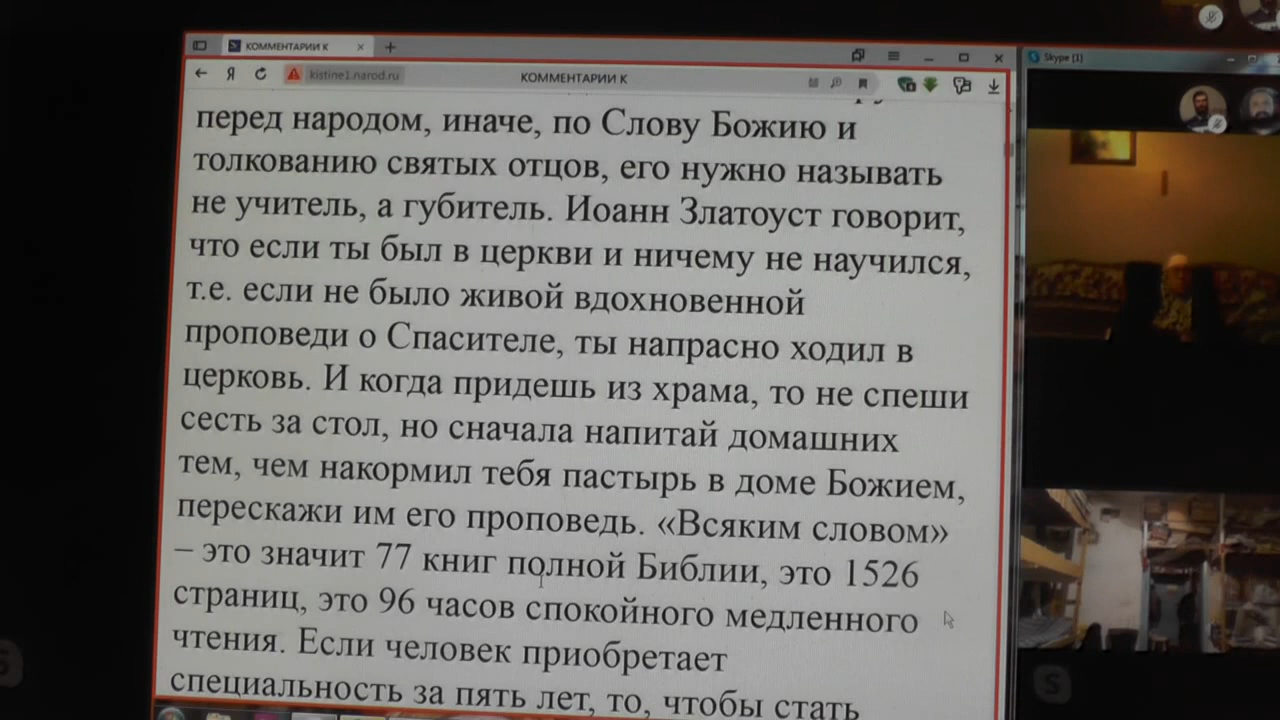 КОММЕНТАРИИ К
Skype [1]
Я
kistine1.narod.ru
КОММЕНТАРИИ К
перед народом, иначе, по Слову Божию и
толкованию святых отцов, его нужно называть
не учитель, а губитель. Иоанн Златоуст говорит,
что если ты был в церкви и ничему не научился,
т.е. если не было живой вдохновенной
проповеди о Спасителе, ты напрасно ходил в
церковь. И когда придешь из храма, то не спеши
сесть за стол, но сначала напитай домашних
тем, чем накормил тебя пастырь в доме Божием,
перескажи им его проповедь. «Всяким словом»
– это значит 77 книг полной Библии, это 1526
страниц, это 96 часов спокойного медленного
чтения. Если человек приобретает
специальность за пять лет, то, чтобы стать